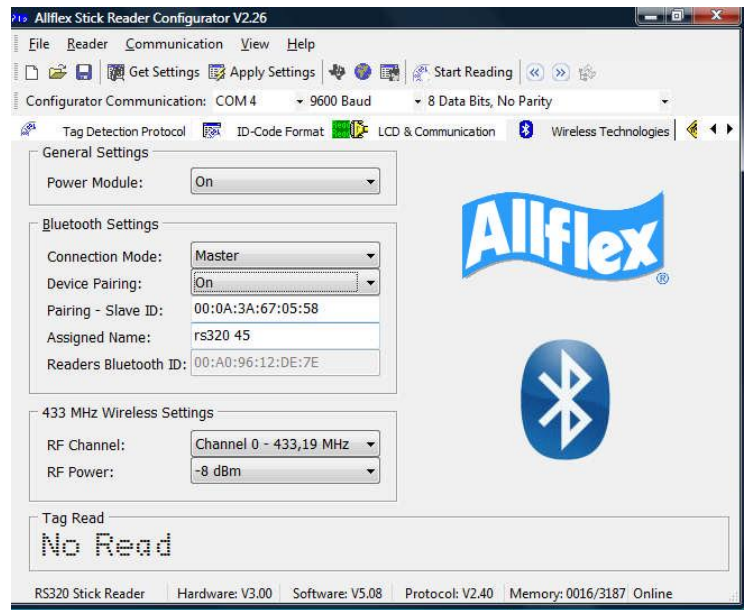 Allflex Stick Reader Configurator V2.26
File Reader Communication View Help
Get Settings Apply Settings Start Reading
Configurator Communication: COM 4 9600 Baud 8 Data Bits, No Parity
Tag Detection Protocol ID-Code Format LCD & Communication Wireless Technologies
General Settings
Power Module: On
Bluetooth Settings
Connection Mode: Master
Device Pairing: On
Pairing - Slave ID: 00:0A:3A:67:05:58
Assigned Name: rs320 45
Readers Bluetooth ID: 00:A0:96:12:DE:7E
Allflex ®
433 MHz Wireless Settings
RF Channel: Channel 0 - 433,19 MHz
RF Power: -8 dBm
Tag Read
No Read
RS320 Stick Reader Hardware: V3.00 Software: V5.08 Protocol: V2.40 Memory: 0016/3187 Online